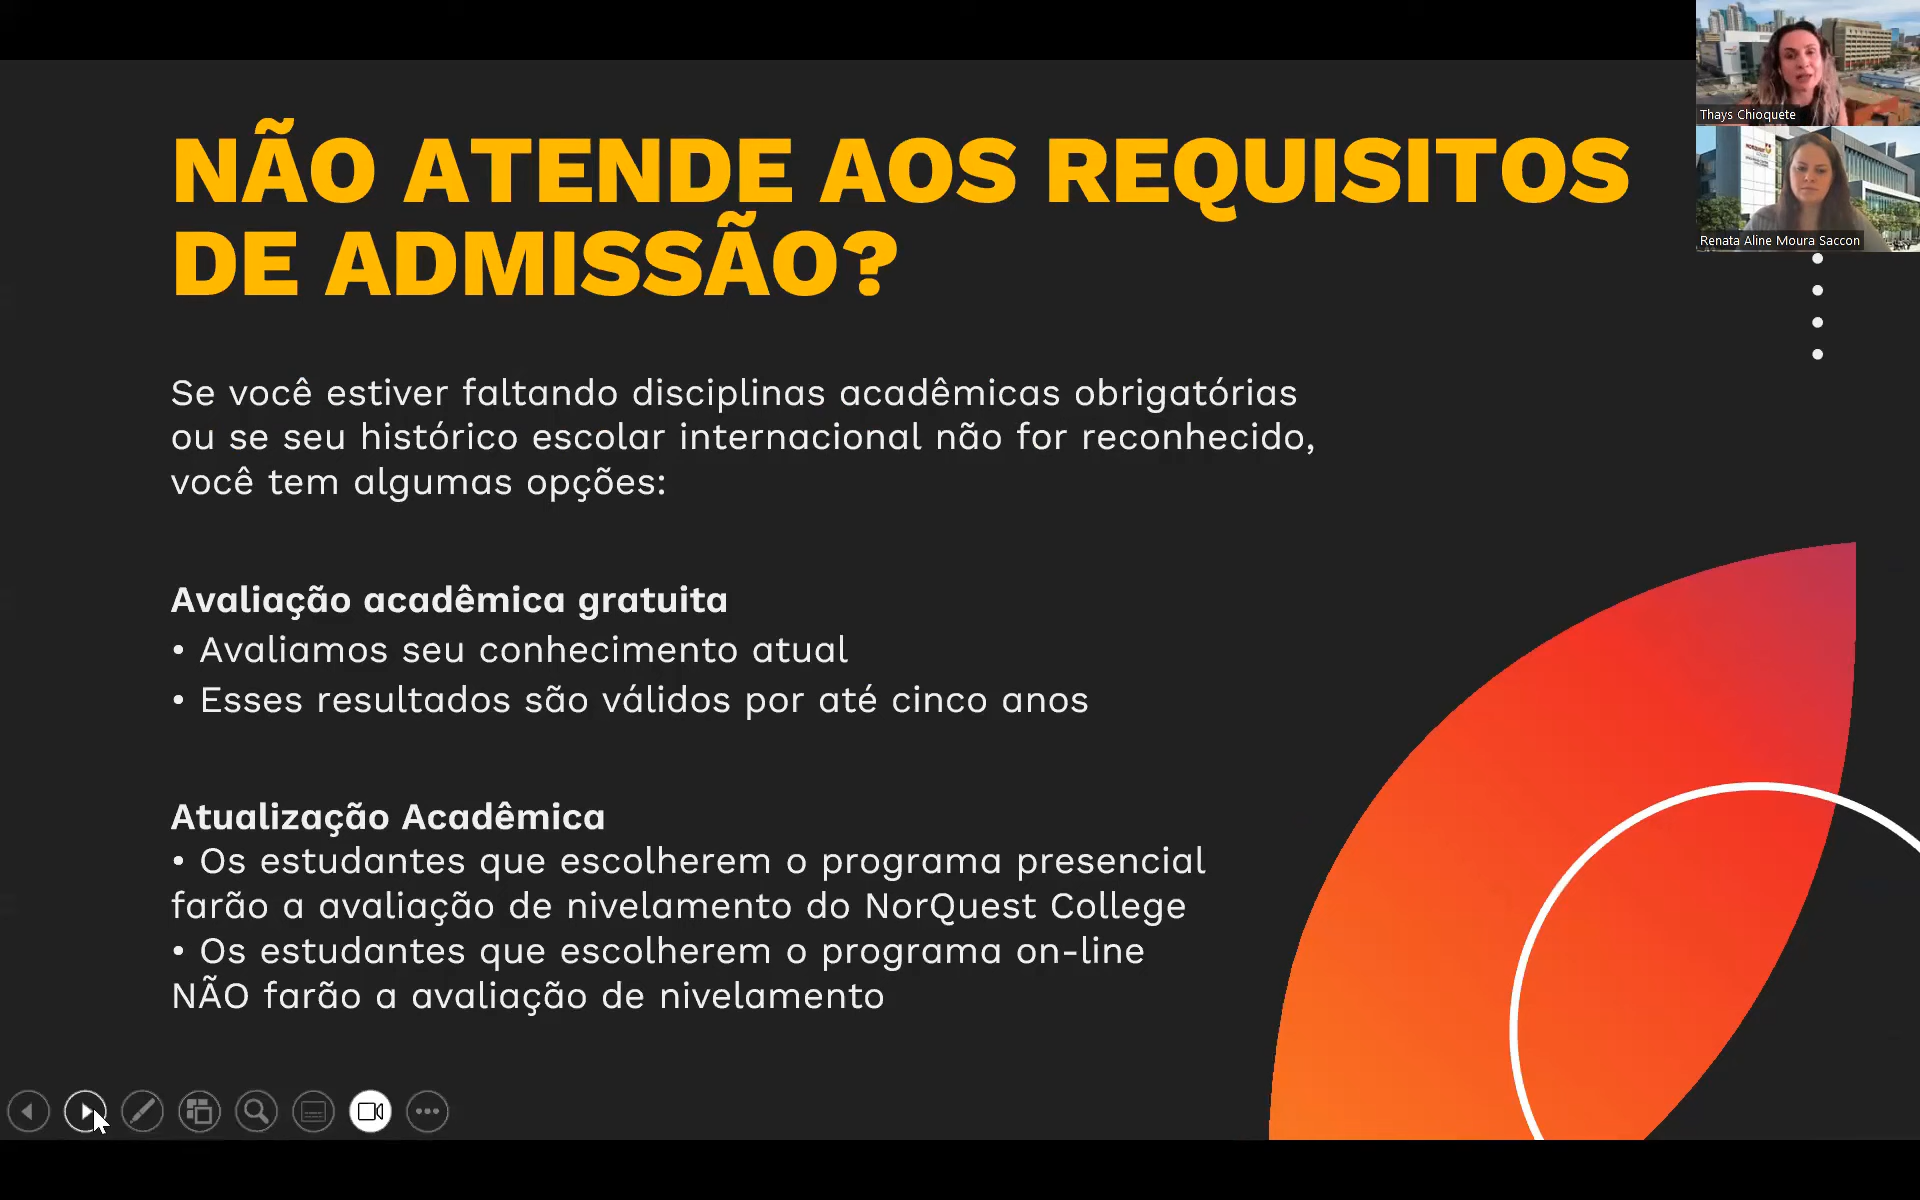 NÃO ATENDE AOS REQUISITOS
DE ADMISSÃO?
Thays Chioquete
NORQUEST
Renata Aline Moura Saccon
Se você estiver faltando disciplinas acadêmicas obrigatórias
ou se seu histórico escolar internacional não for reconhecido,
você tem algumas opções:
Avaliação acadêmica gratuita
• Avaliamos seu conhecimento atual
• Esses resultados são válidos por até cinco anos
Atualização Acadêmica
• Os estudantes que escolherem o programa presencial
farão a avaliação de nivelamento do NorQuest College
• Os estudantes que escolherem o programa on-line
NÃO farão a avaliação de nivelamento